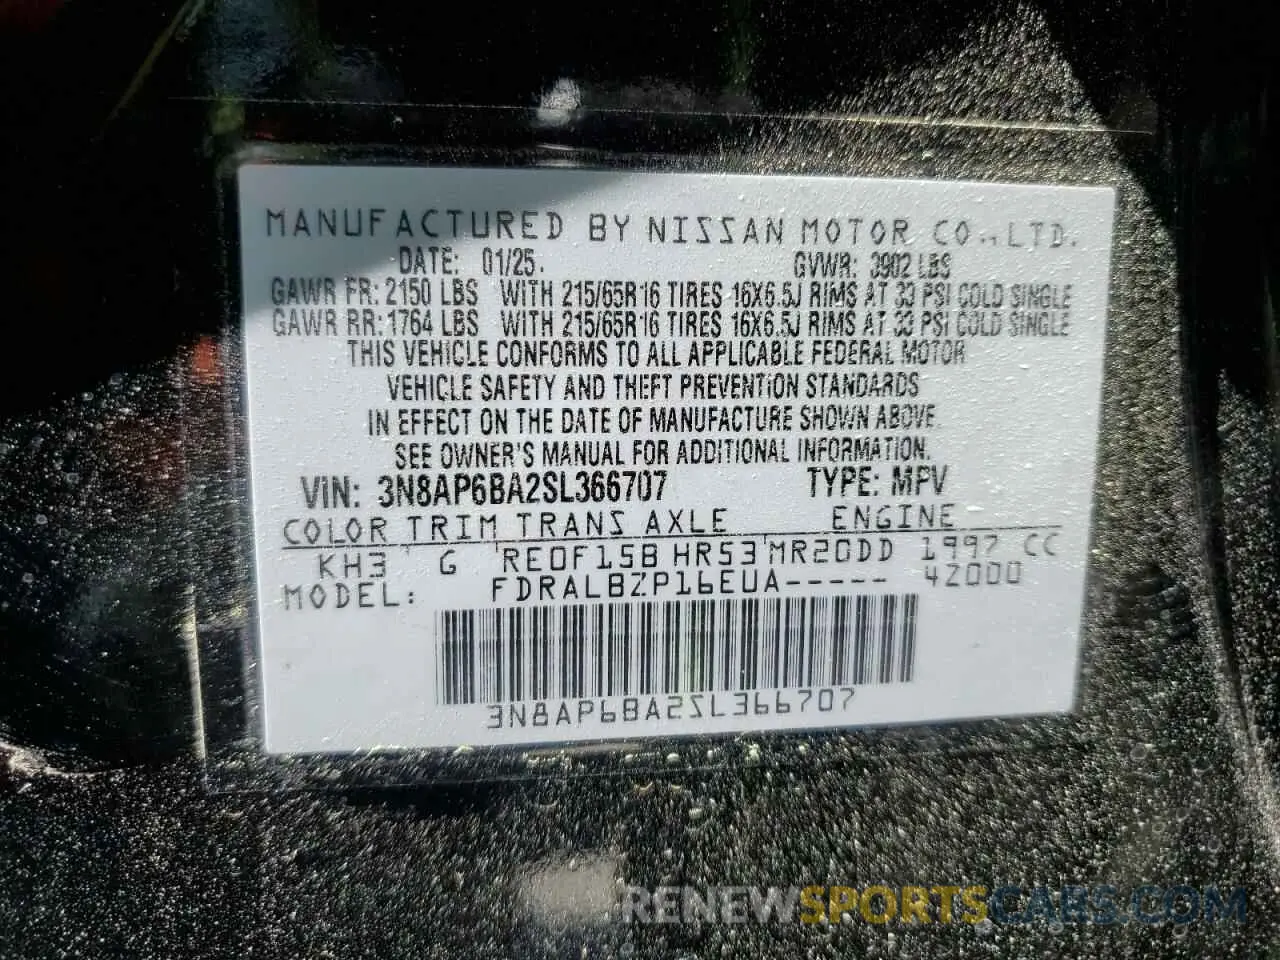 MANUFACTURED BY NISSAN MOTOR CO., LTD.
DATE: 01/25. GVWR: 3902 LBS
GAWR FR: 2150 LBS WITH 215/65R16 TIRES 16X6.5J RIMS AT 33 PSI COLD SINGLE
GAWR RR: 1764 LBS WITH 215/65R16 TIRES 16X6.5J RIMS AT 33 PSI COLD SINGLE
THIS VEHICLE CONFORMS TO ALL APPLICABLE FEDERAL MOTOR
VEHICLE SAFETY AND THEFT PREVENTION STANDARDS
IN EFFECT ON THE DATE OF MANUFACTURE SHOWN ABOVE.
SEE OWNER'S MANUAL FOR ADDITIONAL INFORMATION.
VIN: 3N8AP6BA2SL366707 TYPE: MPV
COLOR TRIM TRANS AXLE ENGINE
KH3 G RE0F15B HR53 MR20DD 1997 CC
MODEL: FDRALBZP16EUA----- 42000
3N8AP6BA2SL366707
RENEWSPORTSCARS.COM